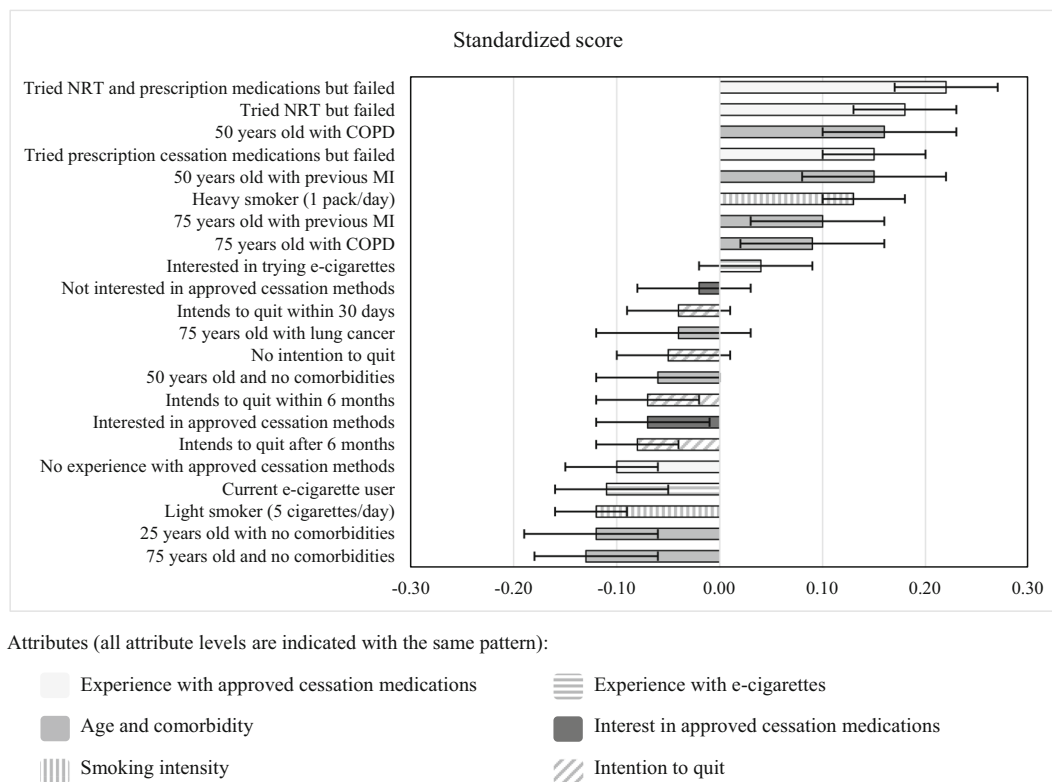 Standardized score
Tried NRT and prescription medications but failed
Tried NRT but failed
50 years old with COPD
Tried prescription cessation medications but failed
50 years old with previous MI
Heavy smoker (1 pack/day)
75 years old with previous MI
75 years old with COPD
Interested in trying e-cigarettes
Not interested in approved cessation methods
Intends to quit within 30 days
75 years old with lung cancer
No intention to quit
50 years old and no comorbidities
Intends to quit within 6 months
Interested in approved cessation methods
Intends to quit after 6 months
No experience with approved cessation methods
Current e-cigarette user
Light smoker (5 cigarettes/day)
25 years old with no comorbidities
75 years old and no comorbidities
-0.30 -0.20 -0.10 0.00 0.10 0.20 0.30
Attributes (all attribute levels are indicated with the same pattern):
Experience with approved cessation medications
Experience with e-cigarettes
Age and comorbidity
Interest in approved cessation medications
Smoking intensity
Intention to quit